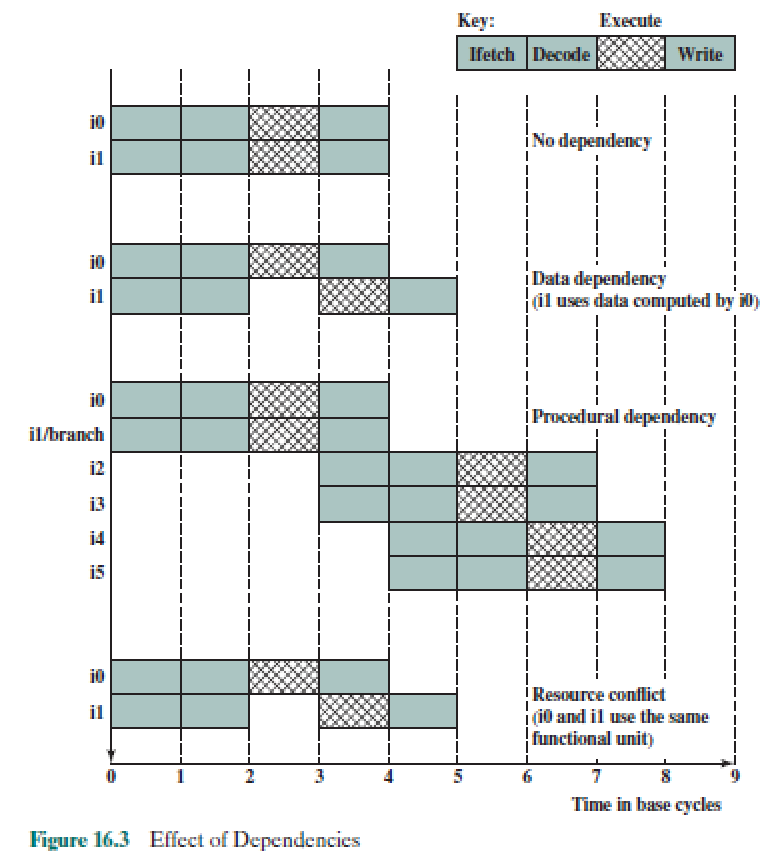 Key: Execute
Ifetch Decode Write
i0
i1
No dependency
i0
i1
Data dependency
(i1 uses data computed by i0)
i0
i1/branch
i2
i3
i4
i5
Procedural dependency
i0
i1
Resource conflict
(i0 and i1 use the same
functional unit)
0 1 2 3 4 5 6 7 8 9
Time in base cycles
Figure 16.3 Effect of Dependencies